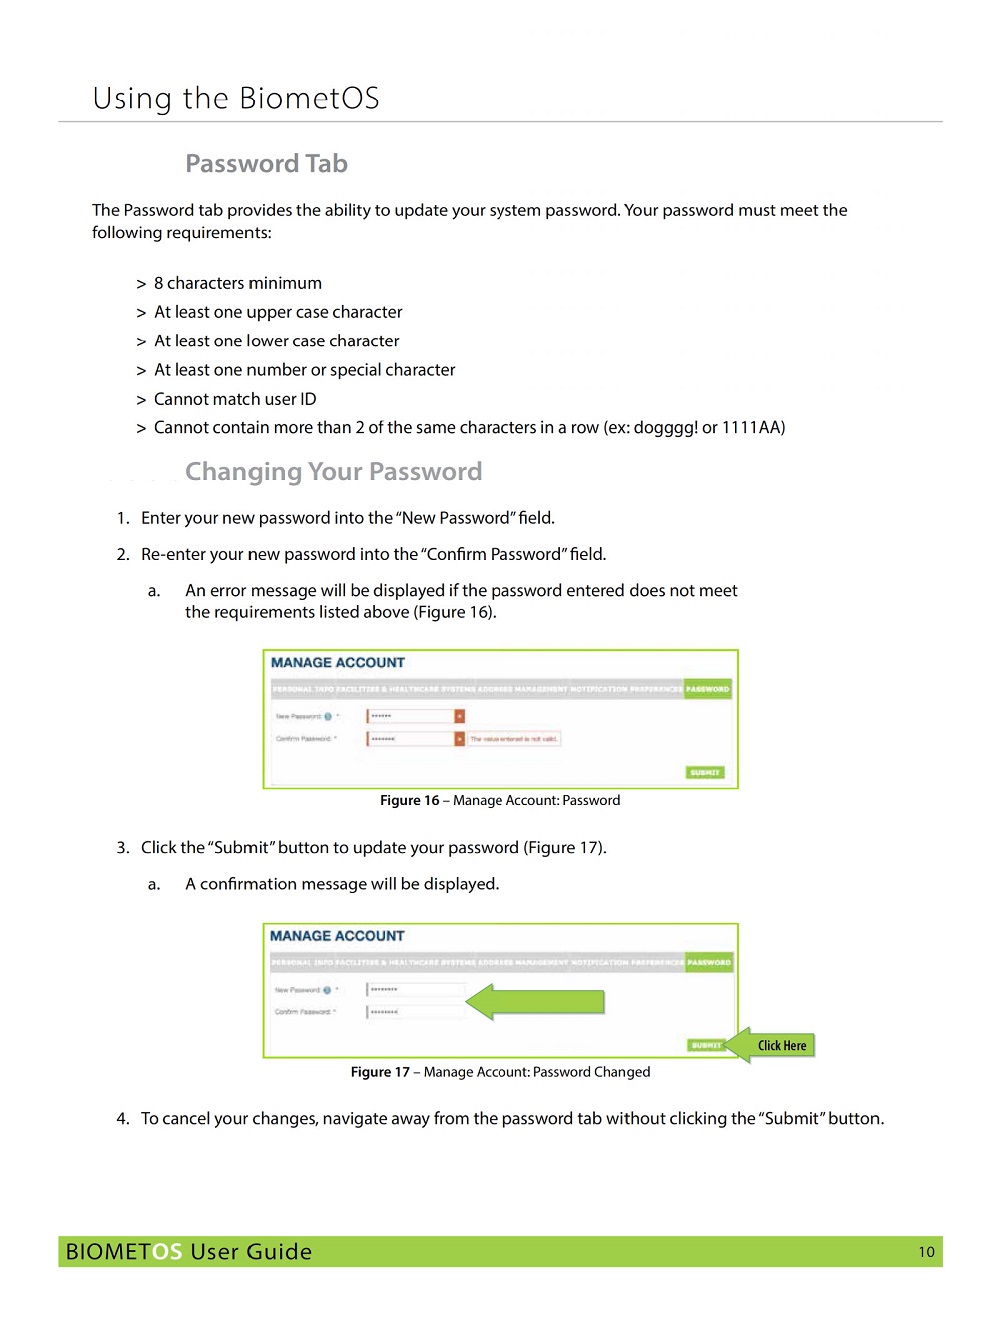 Using the BiometOS
Password Tab
The Password tab provides the ability to update your system password. Your password must meet the
following requirements:
> 8 characters minimum
> At least one upper case character
> At least one lower case character
> At least one number or special character
> Cannot match user ID
> Cannot contain more than 2 of the same characters in a row (ex: dogggg! or 1111AA)
Changing Your Password
1. Enter your new password into the “New Password” field.
2. Re-enter your new password into the “Confirm Password” field.
a. An error message will be displayed if the password entered does not meet
the requirements listed above (Figure 16).
MANAGE ACCOUNT
PERSONAL INFO FACILITIES & HEALTHCARE SYSTEMS ADDRESS MANAGEMENT NOTIFICATION PREFERENCES PASSWORD
New Password: *
Confirm Password: * The value entered is not valid.
SUBMIT
Figure 16 – Manage Account: Password
3. Click the “Submit” button to update your password (Figure 17).
a. A confirmation message will be displayed.
MANAGE ACCOUNT
PERSONAL INFO FACILITIES & HEALTHCARE SYSTEMS ADDRESS MANAGEMENT NOTIFICATION PREFERENCES PASSWORD
New Password: *
Confirm Password: *
SUBMIT Click Here
Figure 17 – Manage Account: Password Changed
4. To cancel your changes, navigate away from the password tab without clicking the “Submit” button.
BIOMETOS User Guide 10